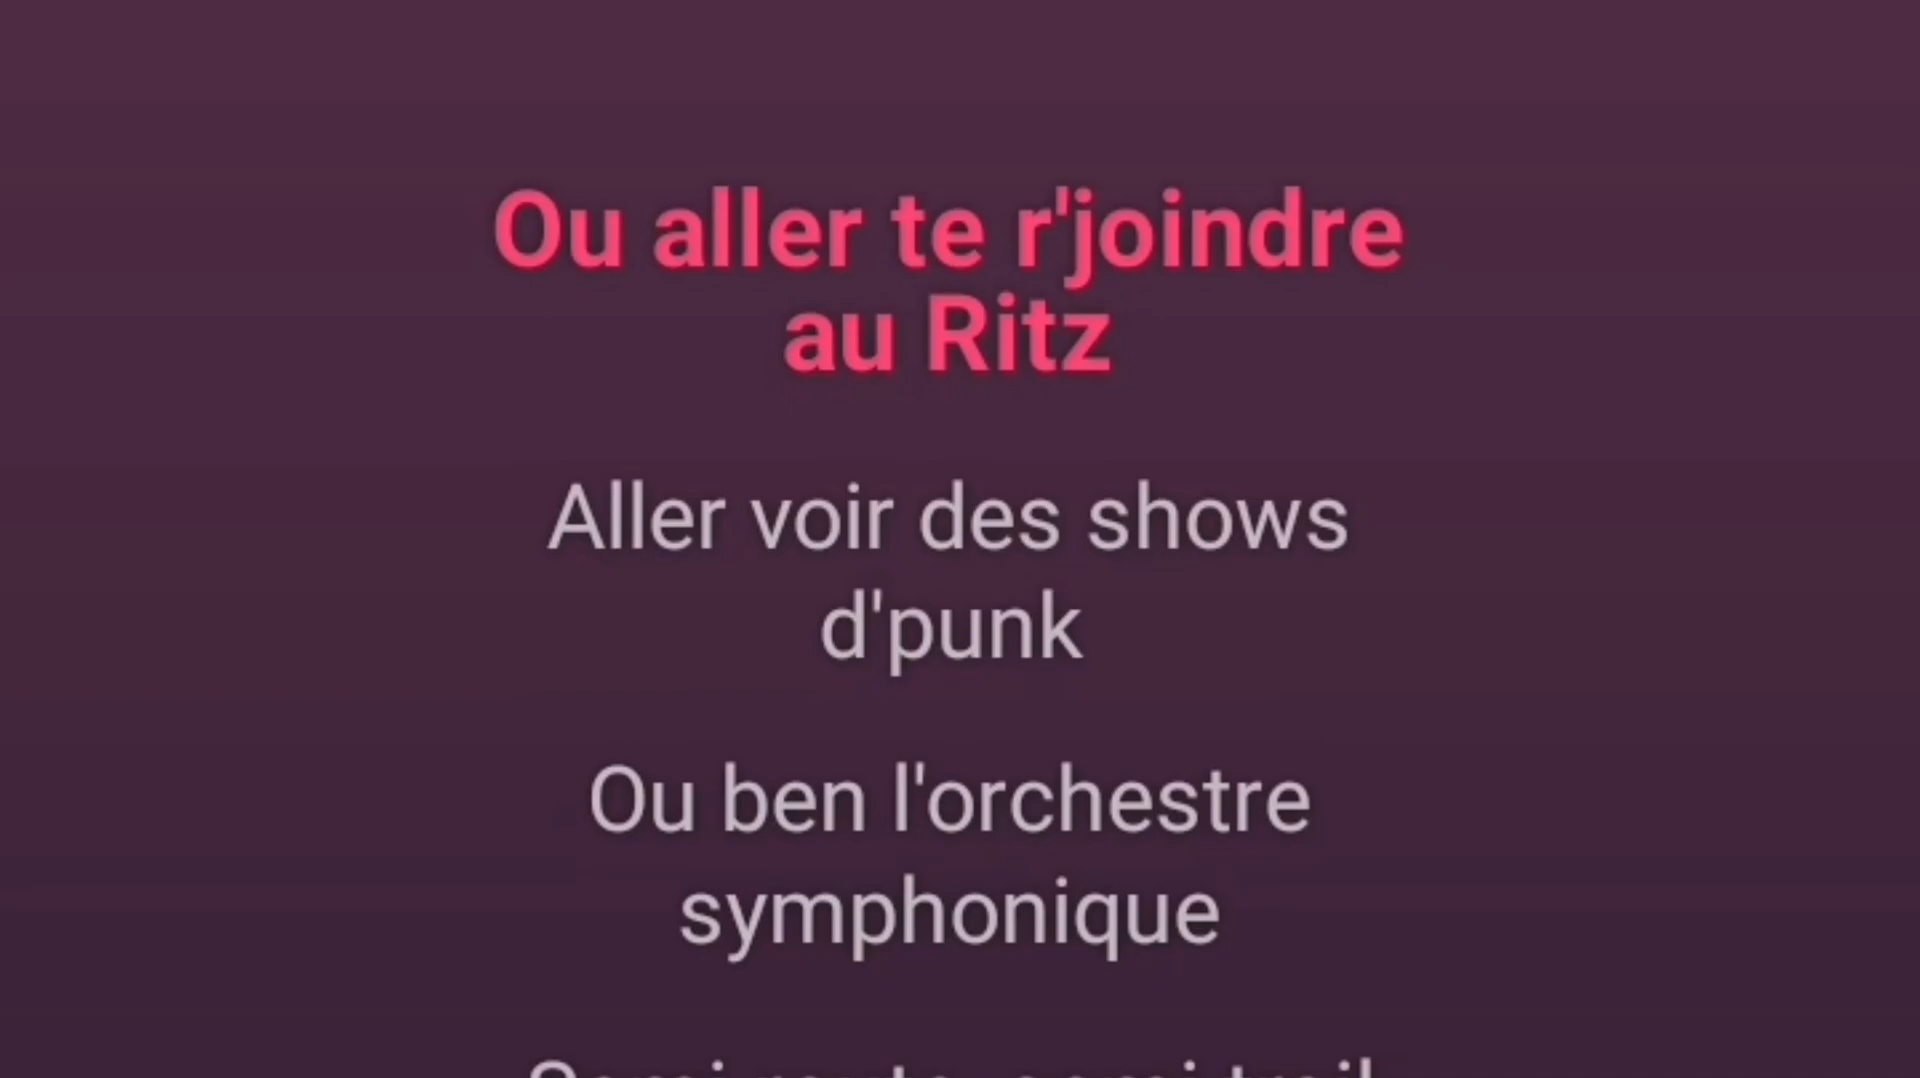 Ou aller te r'joindre
au Ritz
Aller voir des shows
d'punk
Ou ben l'orchestre
symphonique